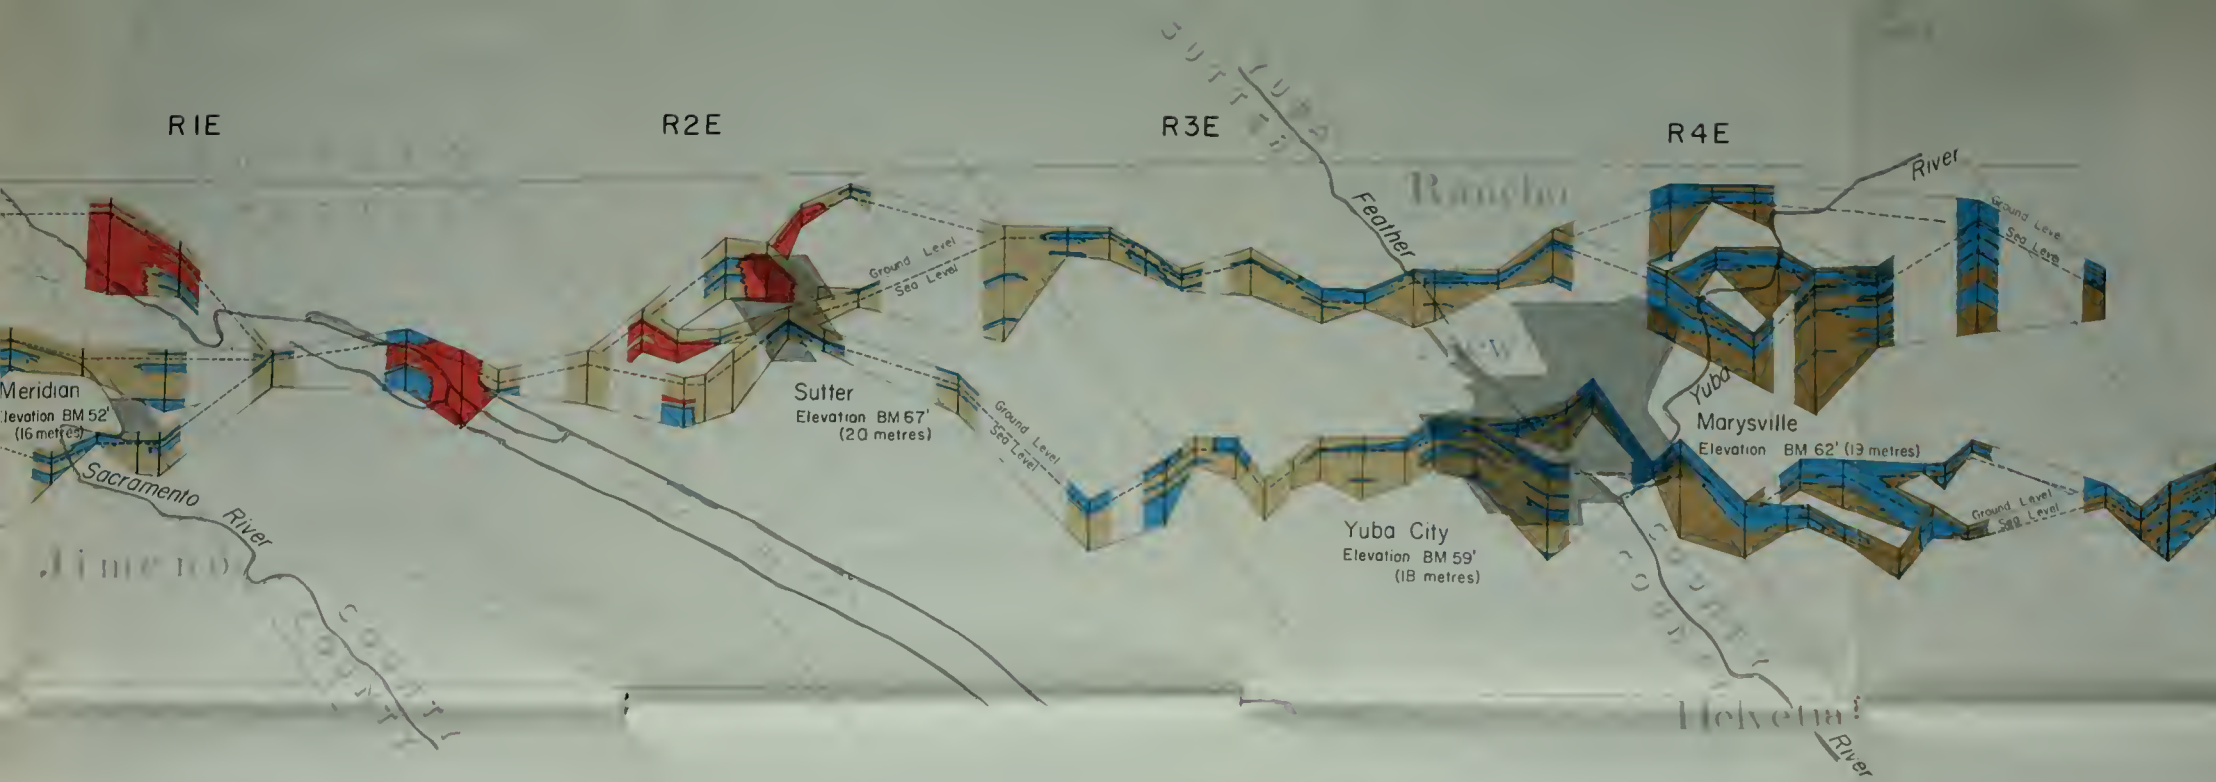 R1E
R2E
R3E
R4E
SUTTER
YUBA
Rancho
River
Feather
Ground Level
Sea Level
Ground Level
Sea Level
Meridian
Elevation BM 52'
(16 metres)
Sutter
Elevation BM 67'
(20 metres)
Yuba
Marysville
Elevation BM 62' (19 metres)
Ground Level
Sea Level
Sacramento
River
Yuba City
Elevation BM 59'
(18 metres)
Ground Level
Sea Level
Jimeno
COUNTY
COUNTY
COUNTY
COUNTY
Helvetia
River